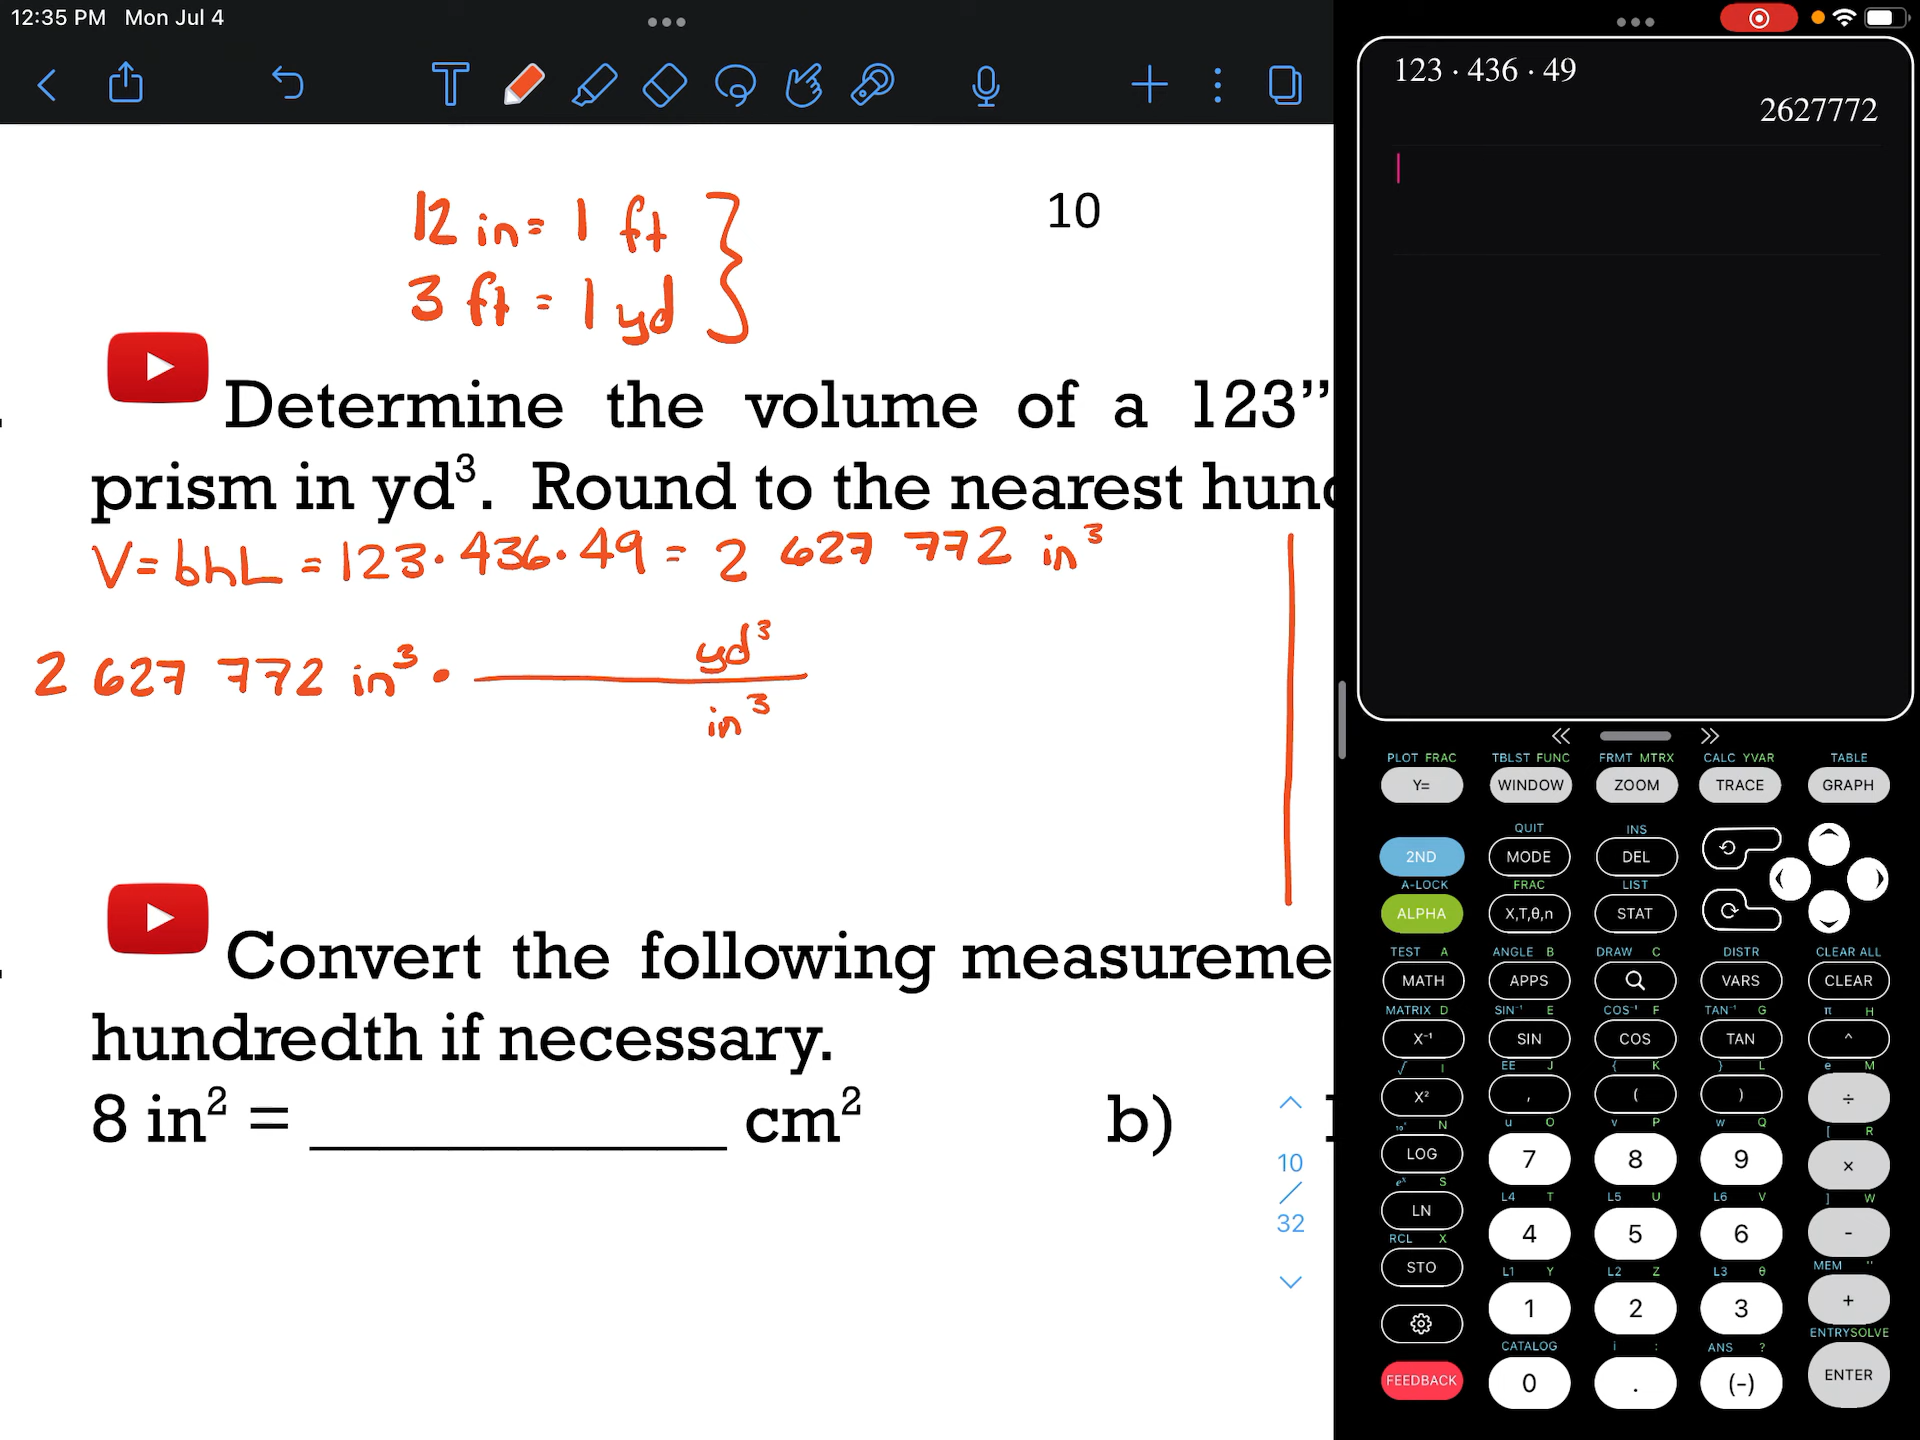 12:35 PM Mon Jul 4
12 in = 1 ft
3 ft = 1 yd
10
Determine the volume of a 123”
prism in yd³. Round to the nearest hund
V = bhL = 123 · 436 · 49 = 2 627 772 in³
2 627 772 in³ · yd³
in³
Convert the following measureme
hundredth if necessary.
8 in² = ____________ cm²
b)
10
/
32
123 · 436 · 49
2627772
PLOT FRAC TBLST FUNC FRMT MTRX CALC YVAR TABLE
Y= WINDOW ZOOM TRACE GRAPH
QUIT INS
2ND MODE DEL
A-LOCK FRAC LIST
ALPHA X,T,θ,n STAT
TEST A ANGLE B DRAW C DISTR CLEAR ALL
MATH APPS VARS CLEAR
MATRIX D SIN⁻¹ E COS⁻¹ F TAN⁻¹ G π H
X⁻¹ SIN COS TAN ^
√ I EE J { K } L e M
X² , ( ) ÷
10ˣ N u O v P w Q [ R
LOG 7 8 9 ×
eˣ S L4 T L5 U L6 V ] W
LN 4 5 6 -
RCL X L1 Y L2 Z L3 θ MEM "
STO 1 2 3 +
CATALOG i : ANS ? ENTRY SOLVE
FEEDBACK 0 . (-) ENTER